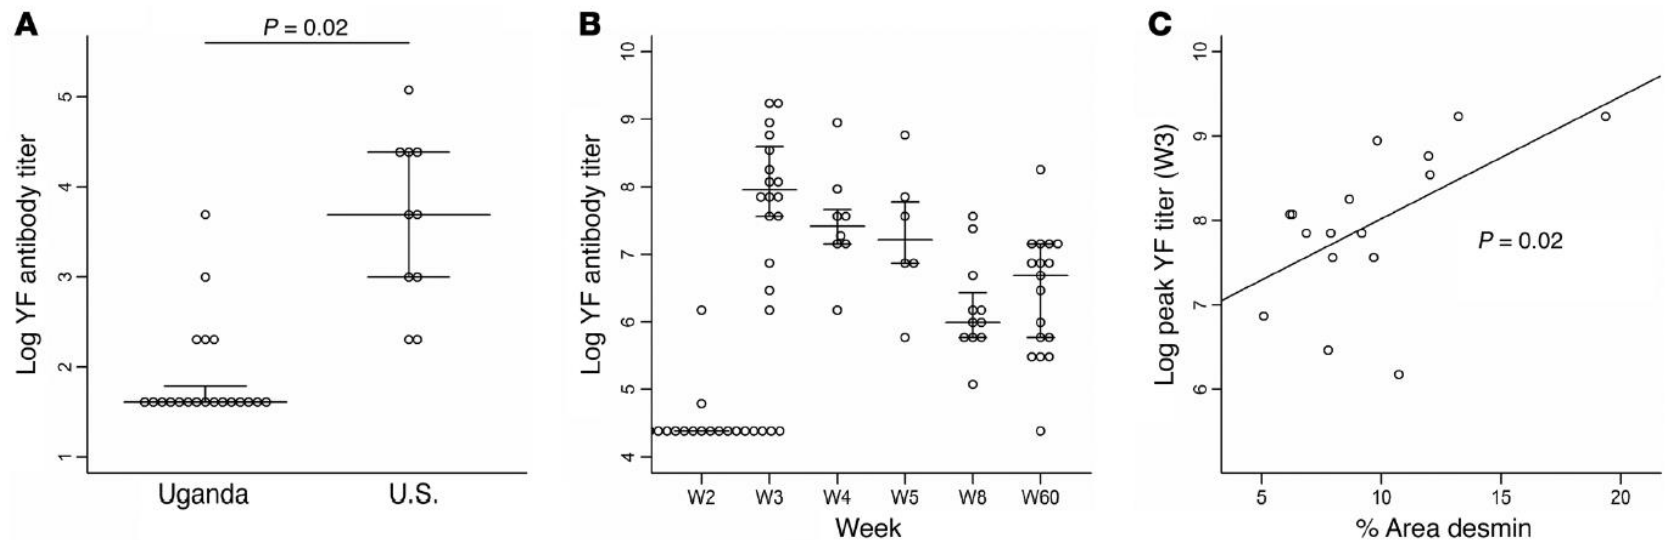 A
P = 0.02
Log YF antibody titer
5
4
3
2
1
Uganda
U.S.
B
Log YF antibody titer
10
9
8
7
6
5
4
W2
W3
W4
W5
W8
W60
Week
C
Log peak YF titer (W3)
10
9
8
7
6
P = 0.02
5
10
15
20
% Area desmin